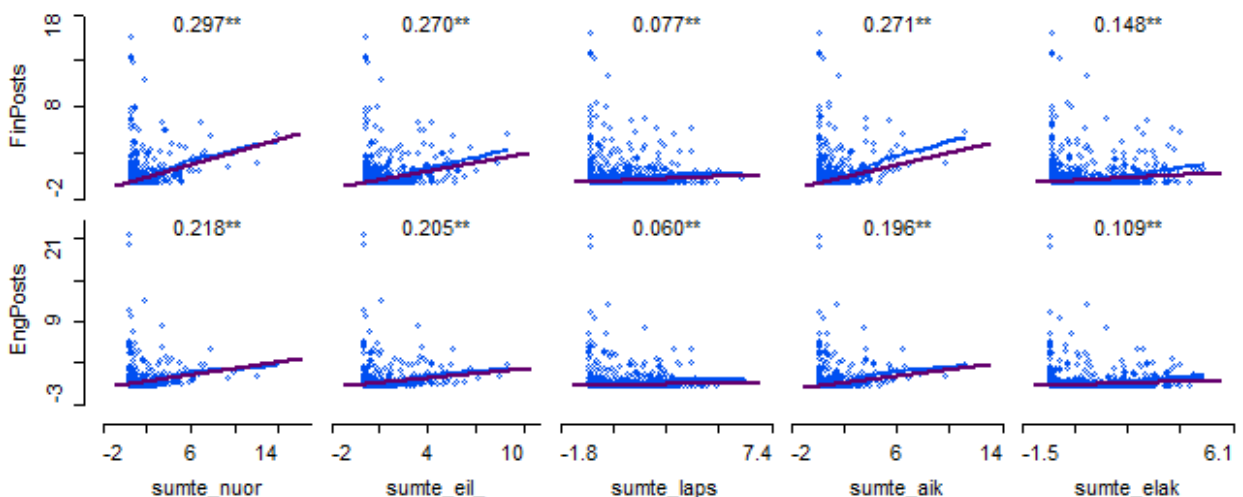 0.297** 0.270** 0.077** 0.271** 0.148**
18
8
-2
FinPosts
0.218** 0.205** 0.060** 0.196** 0.109**
21
9
-3
EngPosts
-2 6 14 -2 4 10 -1.8 7.4 -2 6 14 -1.5 6.1
sumte_nuor sumte_eil_ sumte_laps sumte_aik sumte_elak